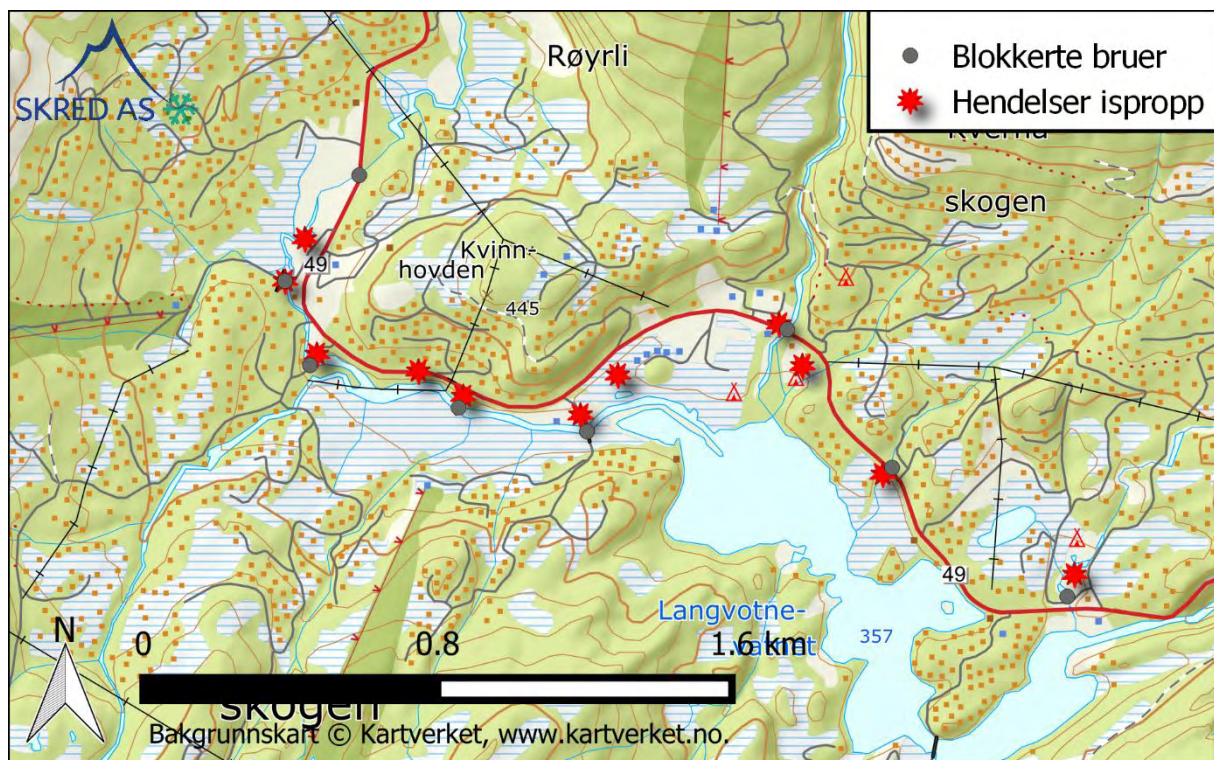 Røyrli
Blokkerte bruer
Hendelser ispropp
SKRED AS
skogen
49
Kvinn-
hovden
445
49
Langvotne-
vatnet
357
N
0
0.8
1.6 km
skogen
Bakgrunnskart © Kartverket, www.kartverket.no.